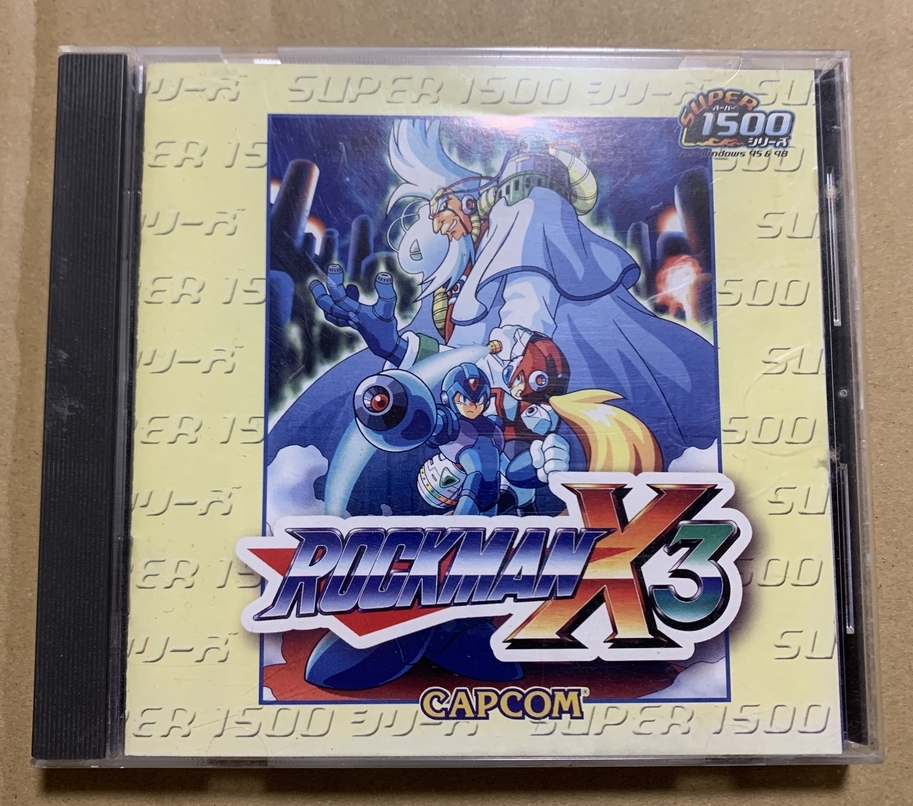 SUPER 1500 シリーズ
SUPER
スーパー
1500
シリーズ
for Windows 95 & 98
ROCKMAN X3
CAPCOM
SUPER 1500 シリーズ SUPER 1500